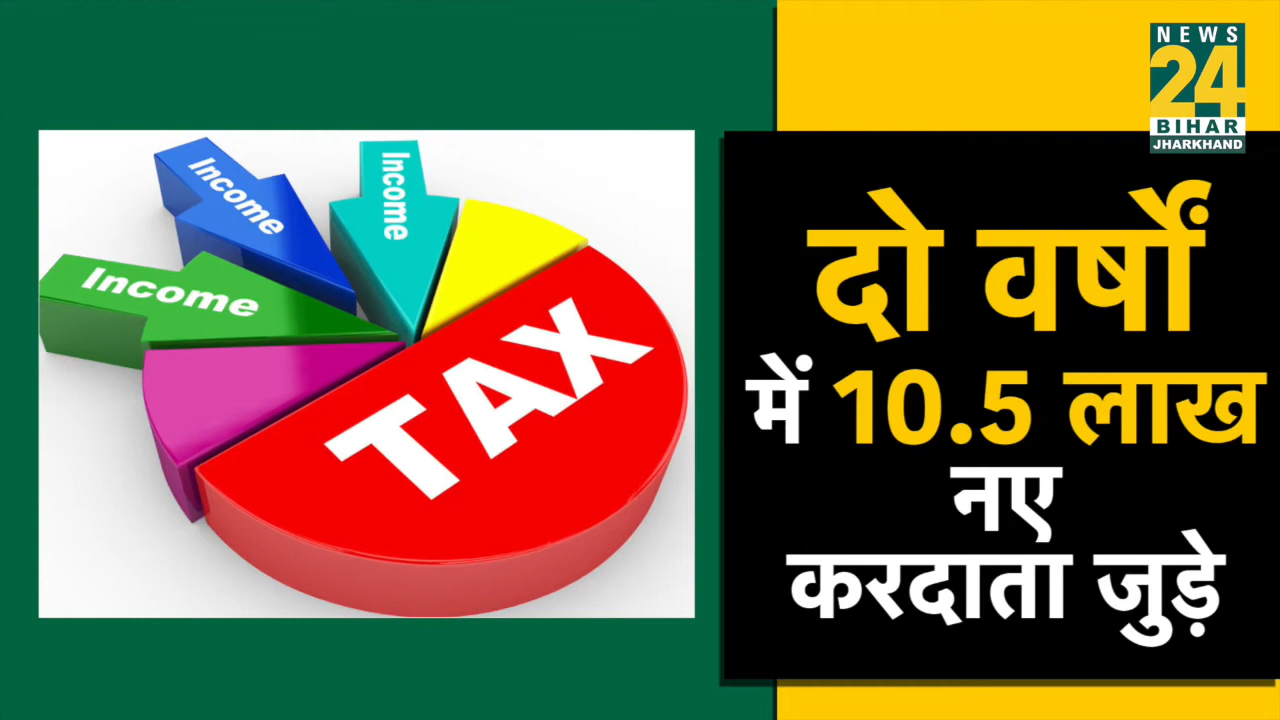 NEWS
24
BIHAR
JHARKHAND
Income
Income
Income
TAX
दो वर्षों
में 10.5 लाख
नए
करदाता जुड़े